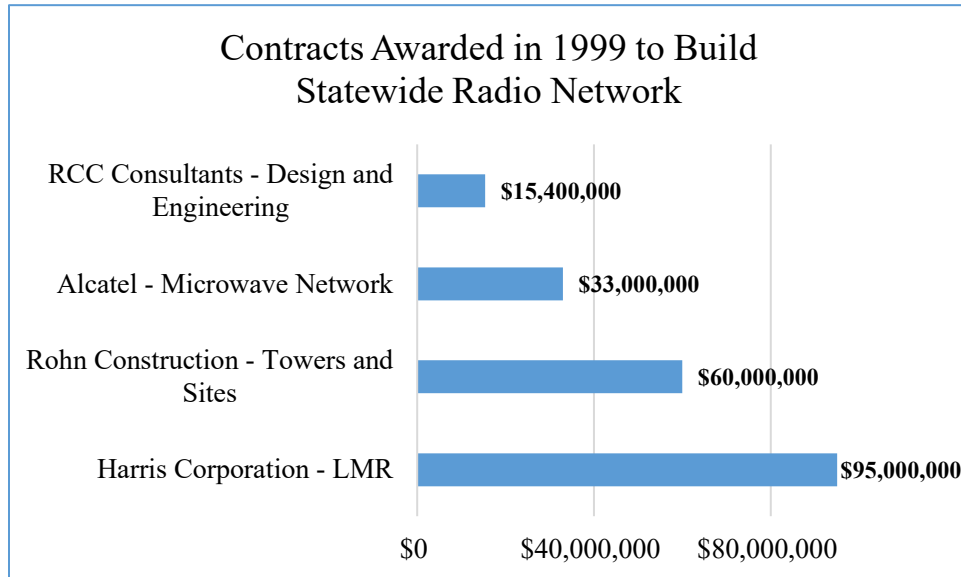 Contracts Awarded in 1999 to Build
Statewide Radio Network
RCC Consultants - Design and
Engineering
$15,400,000
Alcatel - Microwave Network
$33,000,000
Rohn Construction - Towers and
Sites
$60,000,000
Harris Corporation - LMR
$95,000,000
$0
$40,000,000
$80,000,000